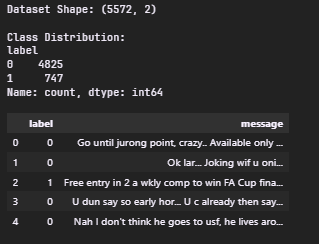 Dataset Shape: (5572, 2)
Class Distribution:
label
0 4825
1 747
Name: count, dtype: int64
label message
0 0 Go until jurong point, crazy.. Available only ...
1 0 Ok lar... Joking wif u oni...
2 1 Free entry in 2 a wkly comp to win FA Cup fina...
3 0 U dun say so early hor... U c already then say...
4 0 Nah I don't think he goes to usf, he lives aro...